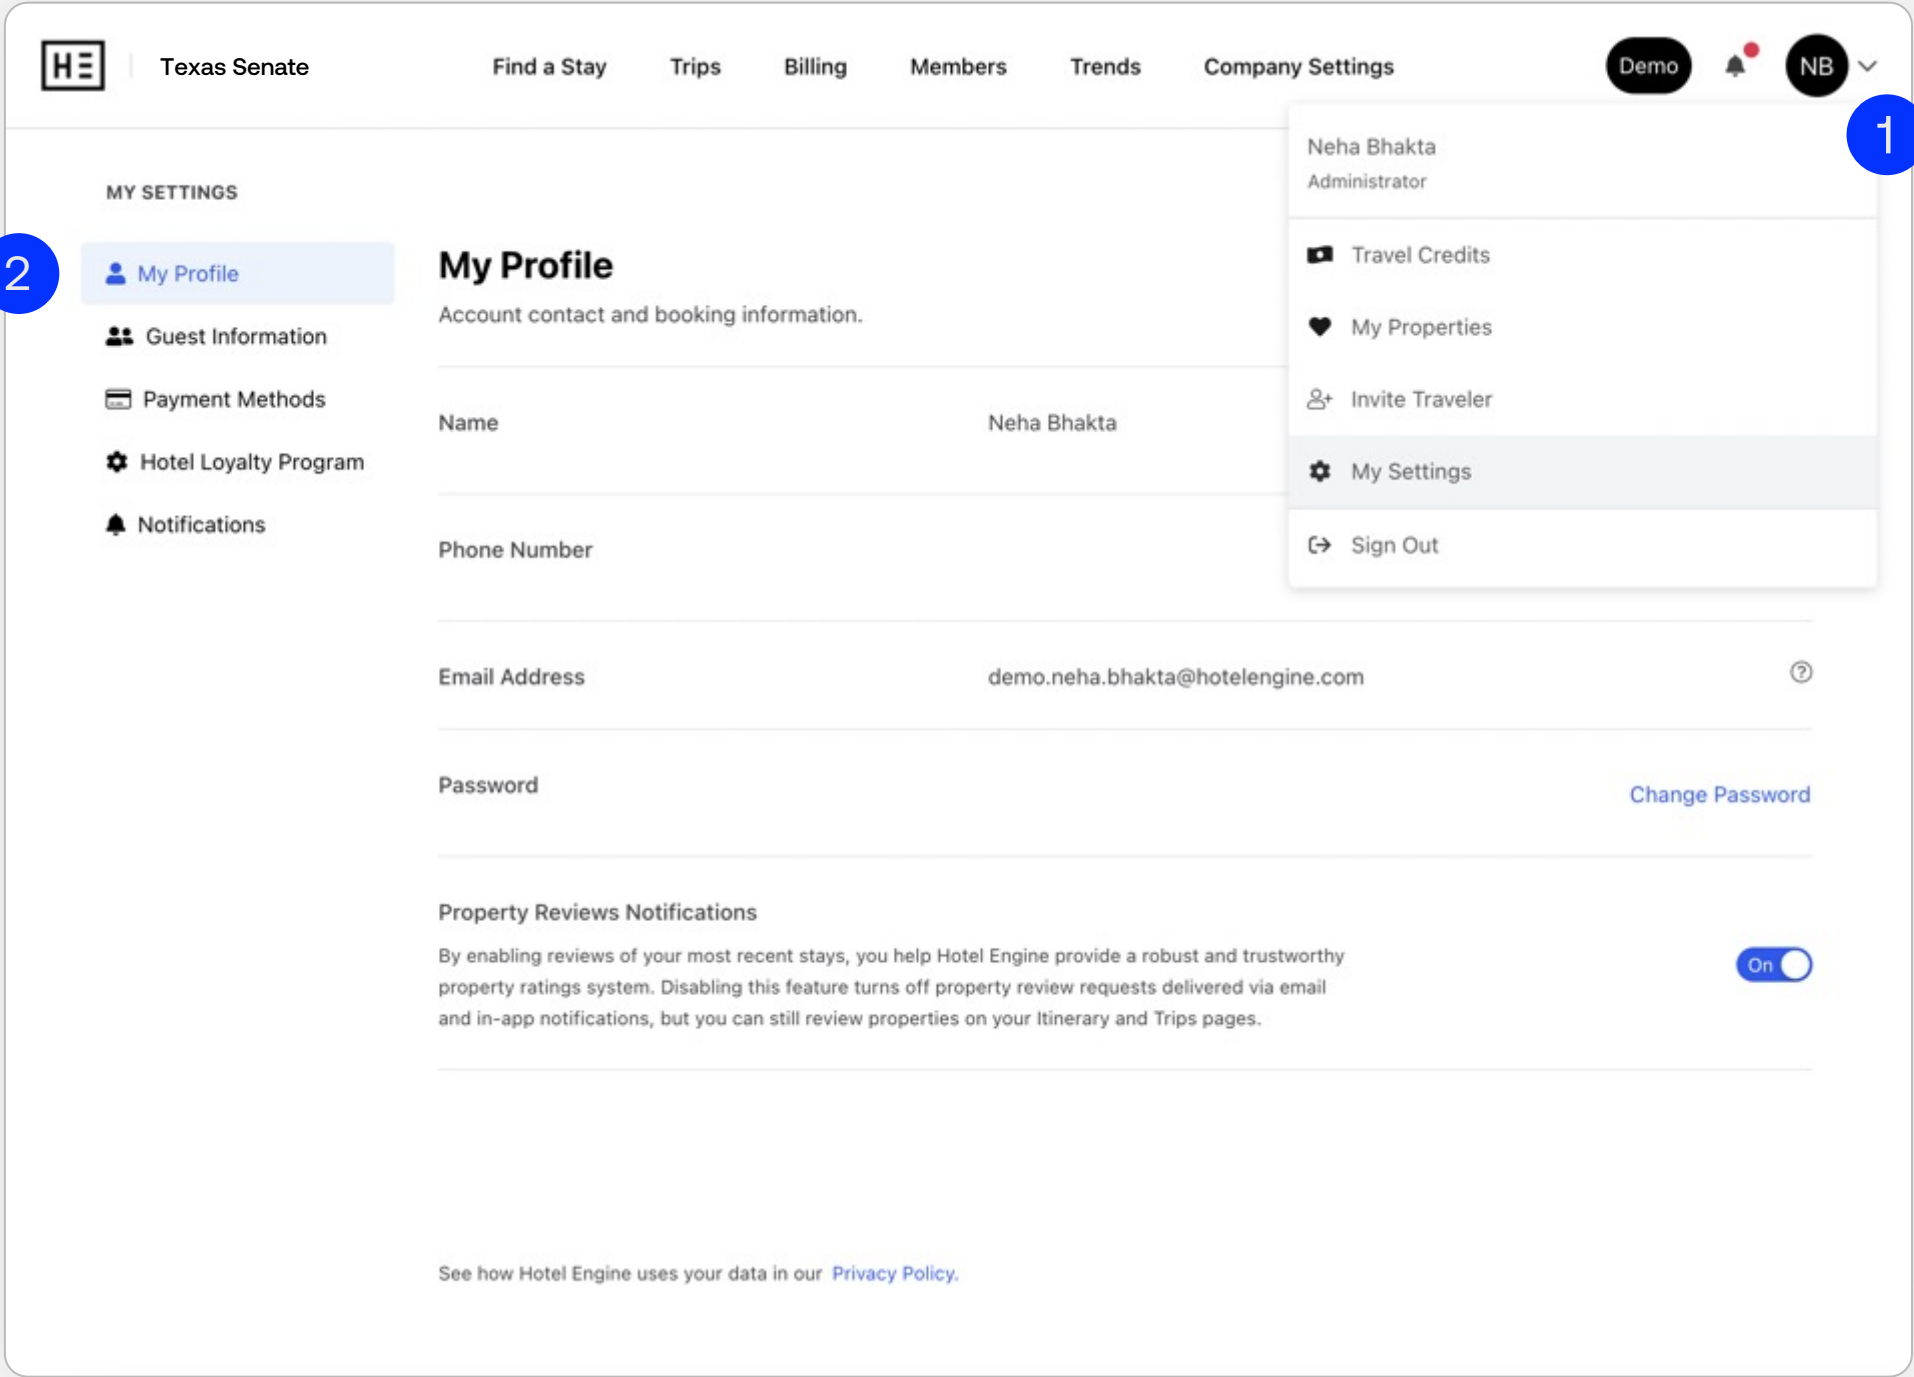 HE
Texas Senate
Find a Stay
Trips
Billing
Members
Trends
Company Settings
Demo
NB
1
Neha Bhakta
Administrator
Travel Credits
My Properties
Invite Traveler
My Settings
Sign Out
MY SETTINGS
2
My Profile
Guest Information
Payment Methods
Hotel Loyalty Program
Notifications
My Profile
Account contact and booking information.
Name
Neha Bhakta
Phone Number
Email Address
demo.neha.bhakta@hotelengine.com
?
Password
Change Password
Property Reviews Notifications
By enabling reviews of your most recent stays, you help Hotel Engine provide a robust and trustworthy
property ratings system. Disabling this feature turns off property review requests delivered via email
and in-app notifications, but you can still review properties on your Itinerary and Trips pages.
On
See how Hotel Engine uses your data in our Privacy Policy.